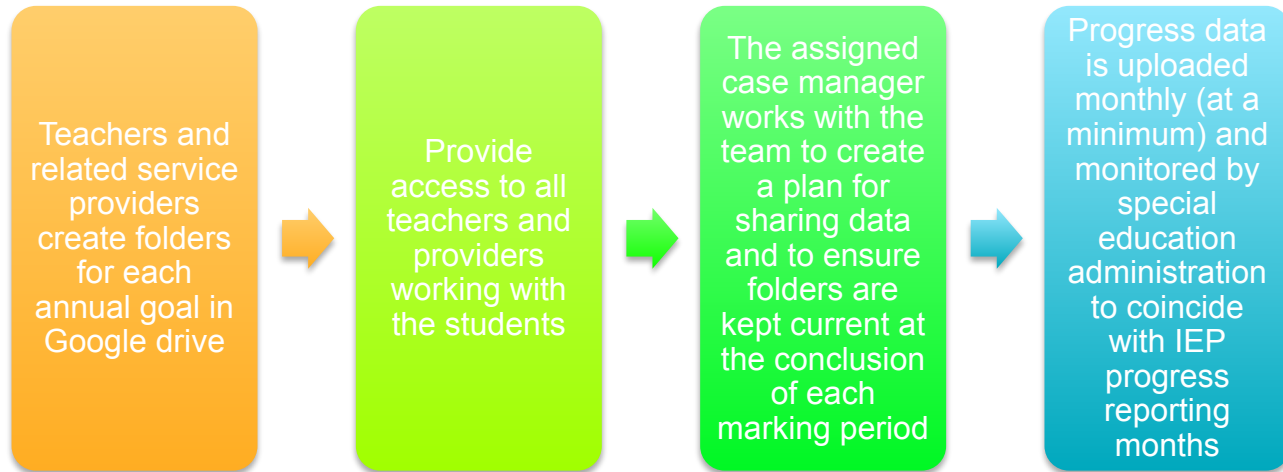 Teachers and
related service
providers
create folders
for each
annual goal in
Google drive
Provide
access to all
teachers and
providers
working with
the students
The assigned
case manager
works with the
team to create
a plan for
sharing data
and to ensure
folders are
kept current at
the conclusion
of each
marking period
Progress data
is uploaded
monthly (at a
minimum) and
monitored by
special
education
administration
to coincide
with IEP
progress
reporting
months